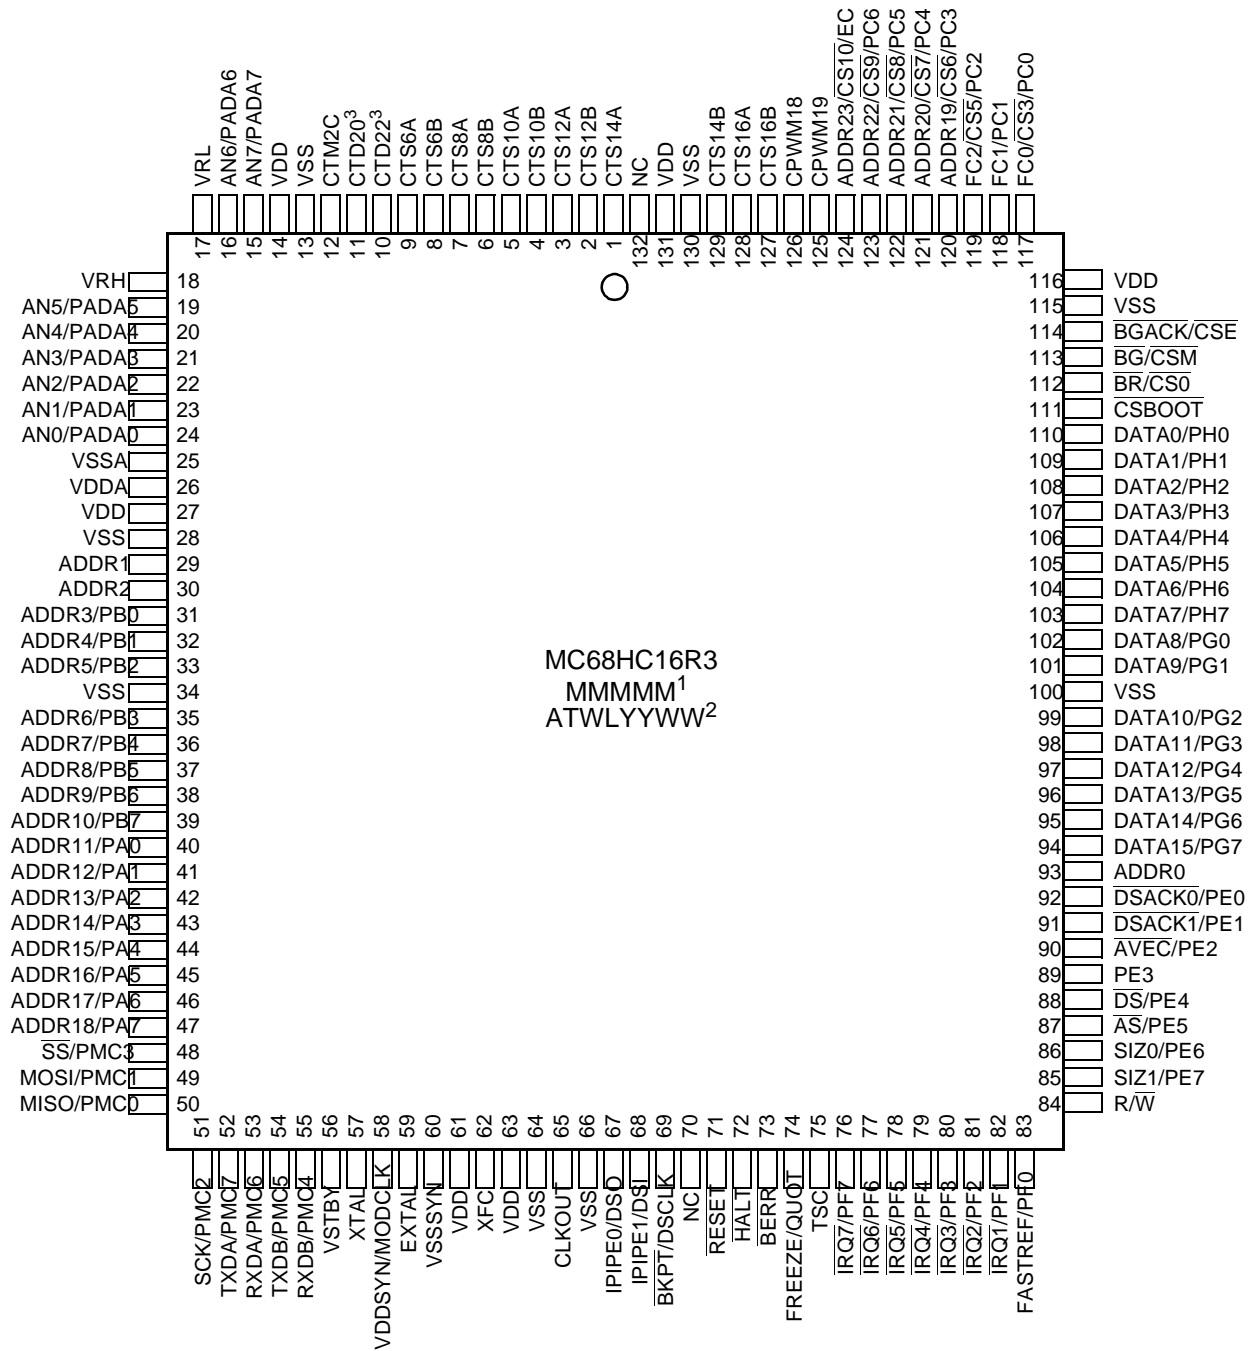 VRL
AN6/PADA6
AN7/PADA7
VDD
VSS
CTM2C
CTD20³
CTD22³
CTS6A
CTS6B
CTS8A
CTS8B
CTS10A
CTS10B
CTS12A
CTS12B
CTS14A
NC
VDD
VSS
CTS14B
CTS16A
CTS16B
CPWM18
CPWM19
ADDR23/CS10/EC
ADDR22/CS9/PC6
ADDR21/CS8/PC5
ADDR20/CS7/PC4
ADDR19/CS6/PC3
FC2/CS5/PC2
FC1/PC1
FC0/CS3/PC0
17
16
15
14
13
12
11
10
9
8
7
6
5
4
3
2
1
132
131
130
129
128
127
126
125
124
123
122
121
120
119
118
117
VRH 18
AN5/PADA5 19
AN4/PADA4 20
AN3/PADA3 21
AN2/PADA2 22
AN1/PADA1 23
AN0/PADA0 24
VSSA 25
VDDA 26
VDD 27
VSS 28
ADDR1 29
ADDR2 30
ADDR3/PB0 31
ADDR4/PB1 32
ADDR5/PB2 33
VSS 34
ADDR6/PB3 35
ADDR7/PB4 36
ADDR8/PB5 37
ADDR9/PB6 38
ADDR10/PB7 39
ADDR11/PA0 40
ADDR12/PA1 41
ADDR13/PA2 42
ADDR14/PA3 43
ADDR15/PA4 44
ADDR16/PA5 45
ADDR17/PA6 46
ADDR18/PA7 47
SS/PMC3 48
MOSI/PMC1 49
MISO/PMC0 50
MC68HC16R3
MMMMM¹
ATWLYYWW²
116 VDD
115 VSS
114 BGACK/CSE
113 BG/CSM
112 BR/CS0
111 CSBOOT
110 DATA0/PH0
109 DATA1/PH1
108 DATA2/PH2
107 DATA3/PH3
106 DATA4/PH4
105 DATA5/PH5
104 DATA6/PH6
103 DATA7/PH7
102 DATA8/PG0
101 DATA9/PG1
100 VSS
99 DATA10/PG2
98 DATA11/PG3
97 DATA12/PG4
96 DATA13/PG5
95 DATA14/PG6
94 DATA15/PG7
93 ADDR0
92 DSACK0/PE0
91 DSACK1/PE1
90 AVEC/PE2
89 PE3
88 DS/PE4
87 AS/PE5
86 SIZ0/PE6
85 SIZ1/PE7
84 R/W
51
52
53
54
55
56
57
58
59
60
61
62
63
64
65
66
67
68
69
70
71
72
73
74
75
76
77
78
79
80
81
82
83
SCK/PMC2
TXDA/PMC7
RXDA/PMC6
TXDB/PMC5
RXDB/PMC4
VSTBY
XTAL
VDDSYN/MODCLK
EXTAL
VSSSYN
VDD
XFC
VDD
VSS
CLKOUT
VSS
IPIPE0/DSO
IPIPE1/DSI
BKPT/DSCLK
NC
RESET
HALT
BERR
FREEZE/QUOT
TSC
IRQ7/PF7
IRQ6/PF6
IRQ5/PF5
IRQ4/PF4
IRQ3/PF3
IRQ2/PF2
IRQ1/PF1
FASTREF/PF0